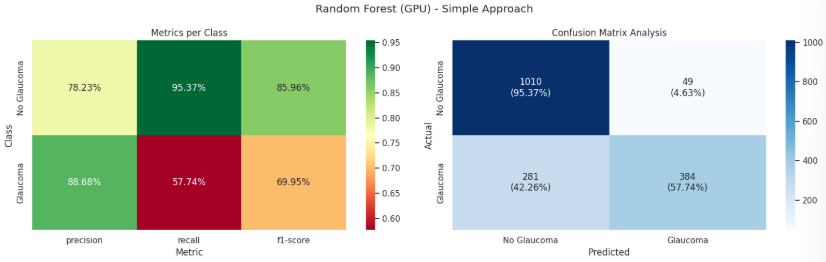 Random Forest (GPU) - Simple Approach
Metrics per Class
Class
No Glaucoma
Glaucoma
78.23%
95.37%
85.96%
88.68%
57.74%
69.95%
precision
recall
f1-score
Metric
0.95
0.90
0.85
0.80
0.75
0.70
0.65
0.60
Confusion Matrix Analysis
Actual
No Glaucoma
Glaucoma
1010
(95.37%)
49
(4.63%)
281
(42.26%)
384
(57.74%)
No Glaucoma
Glaucoma
Predicted
1000
800
600
400
200